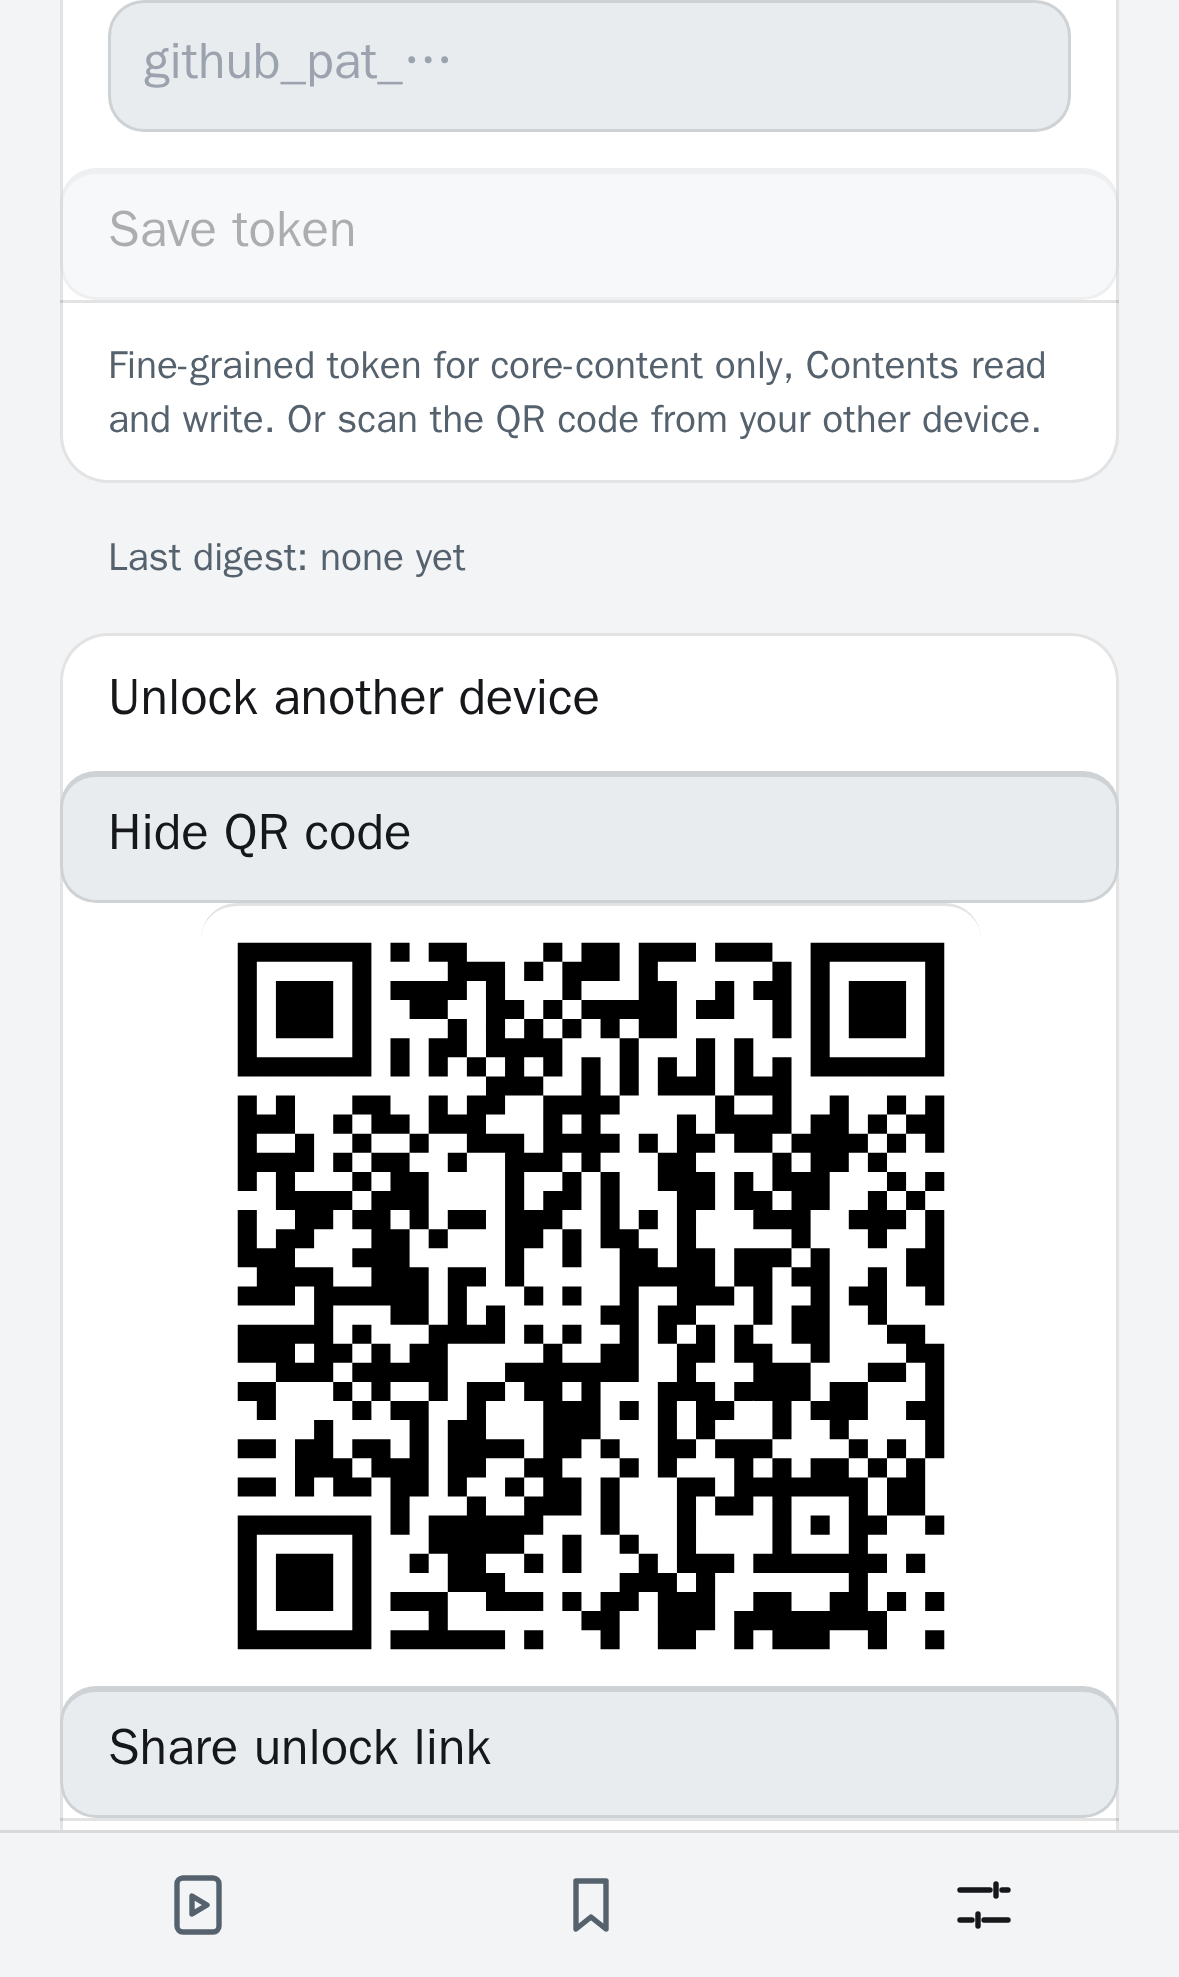 github_pat_···
Save token
Fine-grained token for core-content only, Contents read
and write. Or scan the QR code from your other device.
Last digest: none yet
Unlock another device
Hide QR code
Share unlock link